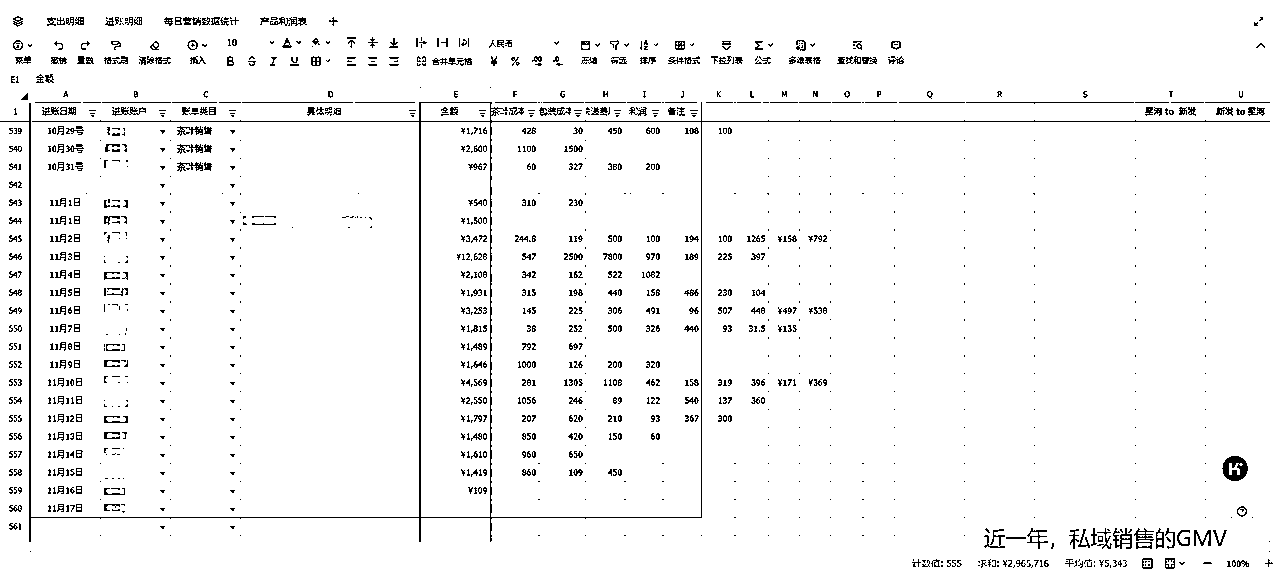 支出明细 进账明细 每日营销数据统计 产品利润表 +
10 人民币
菜单 撤销 重做 格式刷 清除格式 插入 B S I U 合并单元格 ¥ % 冻结 筛选 排序 条件格式 下拉列表 公式 多维表格 查找和替换 评论
E1 金额
A B C D E F G H I J K L M N O P Q R S T U
1 进账日期 进账账户 账单类目 具体明细 金额 茶叶成本 包装成本 利润 备注 星河 to 新发 新发 to 星河
539 10月29号 茶叶销售 ¥1,716 428 30 450 600 108 100
540 10月30号 茶叶销售 ¥2,600 1100 1500
541 10月31号 茶叶销售 ¥967 60 327 380 200
542
543 11月1日 ¥540 310 230
544 11月1日 ¥1,500
545 11月2日 ¥3,472 244.8 119 500 100 194 100 1265 ¥158 ¥792
546 11月3日 ¥12,628 547 2500 7800 970 189 225 397
547 11月4日 ¥2,108 342 162 522 1082
548 11月5日 ¥1,931 315 198 440 158 486 230 104
549 11月6日 ¥3,253 145 225 306 491 96 507 448 ¥497 ¥538
550 11月7日 ¥1,815 38 252 500 326 440 93 31.5 ¥135
551 11月8日 ¥1,489 792 697
552 11月9日 ¥1,646 1000 126 200 320
553 11月10日 ¥4,569 281 1305 1108 462 158 319 396 ¥171 ¥369
554 11月11日 ¥2,550 1056 246 89 122 540 137 360
555 11月12日 ¥1,797 207 620 210 93 367 300
556 11月13日 ¥1,480 850 420 150 60
557 11月14日 ¥1,610 960 650
558 11月15日 ¥1,419 860 109 450
559 11月16日 ¥109
560 11月17日
561
近一年，私域销售的GMV
计数值: 555 求和: ¥2,965,716 平均值: ¥5,343 100%